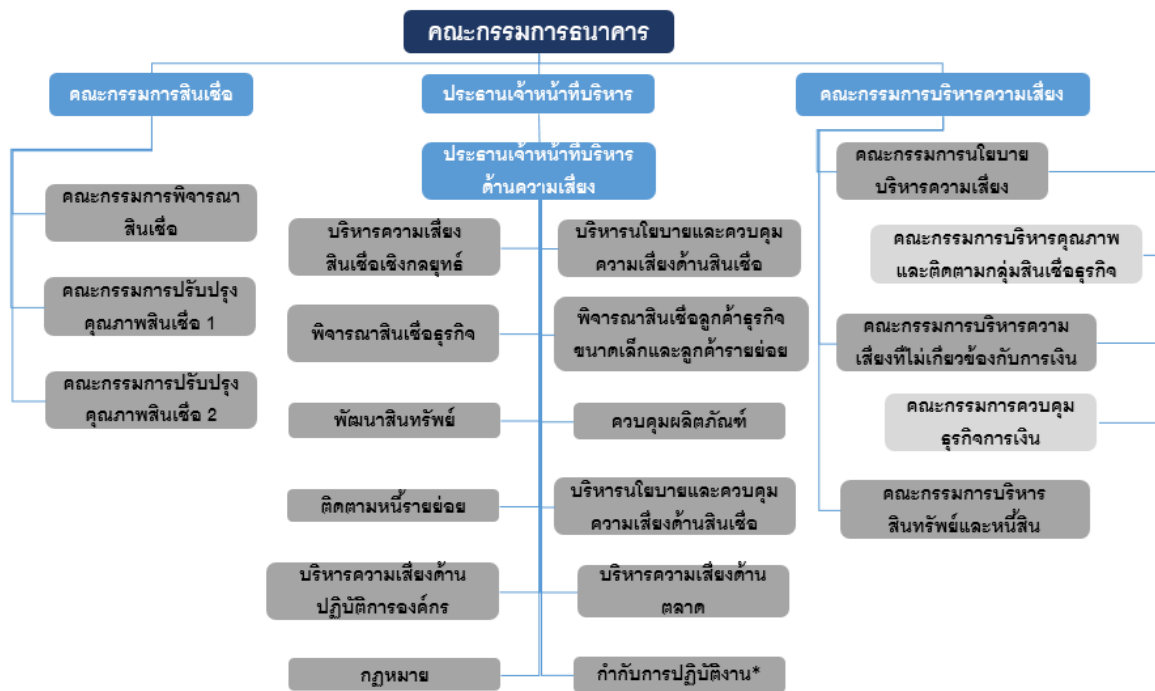 คณะกรรมการธนาคาร
คณะกรรมการสินเชื่อ
ประธานเจ้าหน้าที่บริหาร
คณะกรรมการบริหารความเสี่ยง
ประธานเจ้าหน้าที่บริหาร
ด้านความเสี่ยง
คณะกรรมการพิจารณา
สินเชื่อ
คณะกรรมการปรับปรุง
คุณภาพสินเชื่อ 1
คณะกรรมการปรับปรุง
คุณภาพสินเชื่อ 2
บริหารความเสี่ยง
สินเชื่อเชิงกลยุทธ์
บริหารนโยบายและควบคุม
ความเสี่ยงด้านสินเชื่อ
พิจารณาสินเชื่อธุรกิจ
พิจารณาสินเชื่อลูกค้าธุรกิจ
ขนาดเล็กและลูกค้ารายย่อย
พัฒนาสินทรัพย์
ควบคุมผลิตภัณฑ์
ติดตามหนี้รายย่อย
บริหารนโยบายและควบคุม
ความเสี่ยงด้านสินเชื่อ
บริหารความเสี่ยงด้าน
ปฏิบัติการองค์กร
บริหารความเสี่ยงด้าน
ตลาด
กฎหมาย
กำกับการปฏิบัติงาน*
คณะกรรมการนโยบาย
บริหารความเสี่ยง
คณะกรรมการบริหารคุณภาพ
และติดตามกลุ่มสินเชื่อธุรกิจ
คณะกรรมการบริหารความ
เสี่ยงที่ไม่เกี่ยวข้องกับการเงิน
คณะกรรมการควบคุม
ธุรกิจการเงิน
คณะกรรมการบริหาร
สินทรัพย์และหนี้สิน